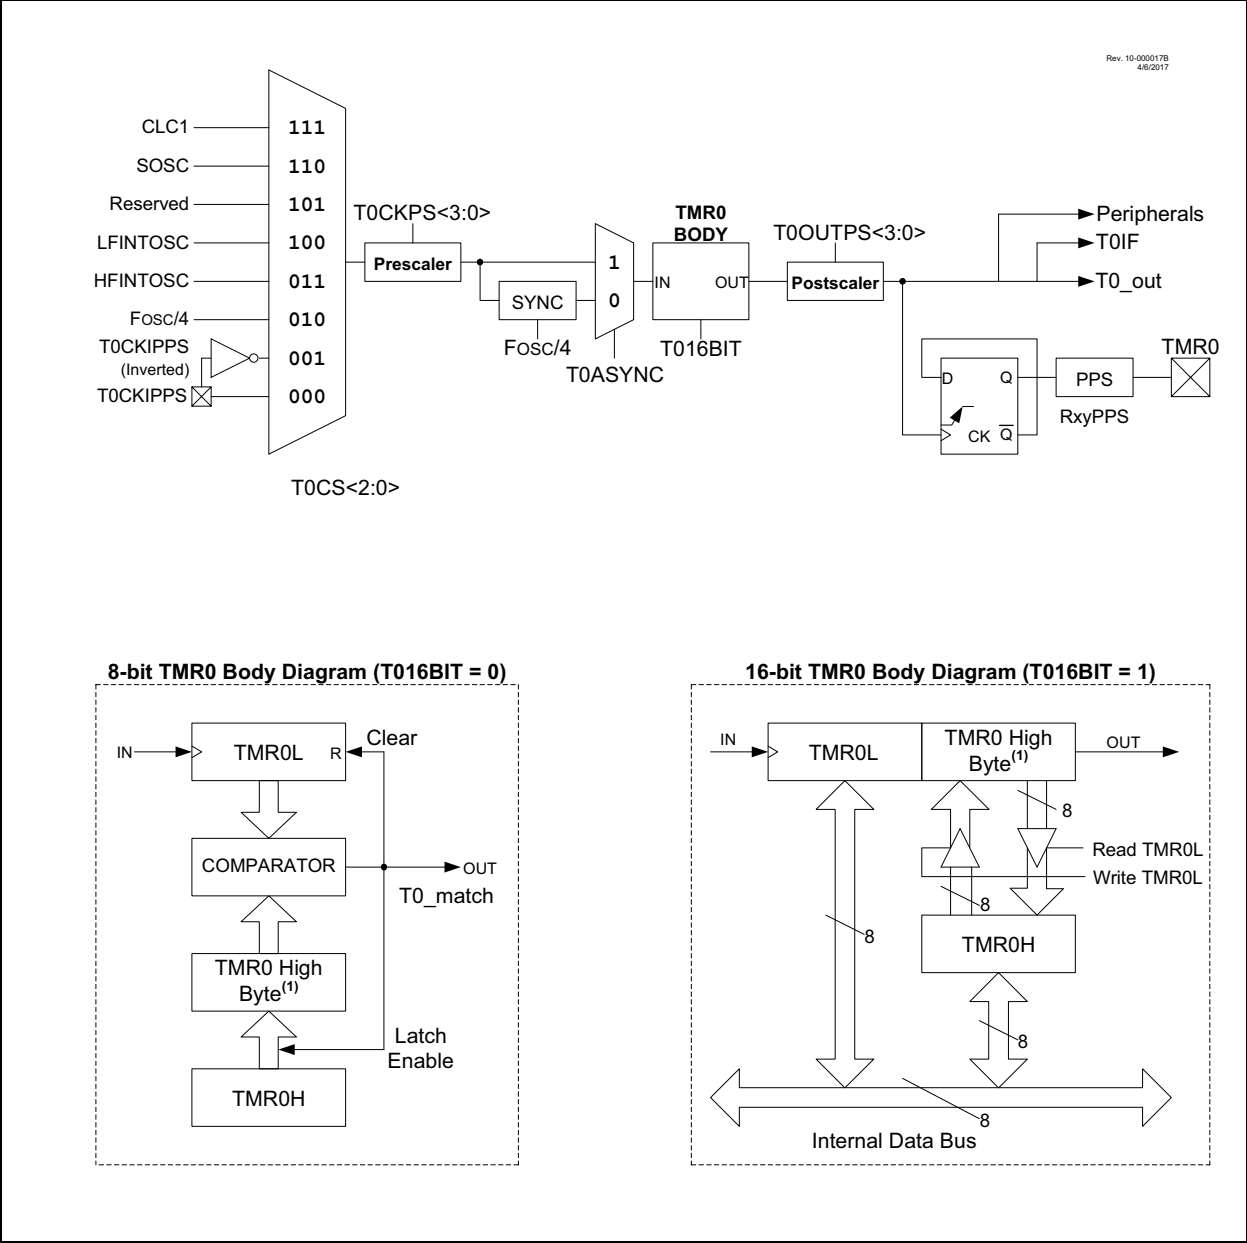 Rev. 10-000017B
4/6/2017
CLC1
111
SOSC
110
Reserved
101
LFINTOSC
100
HFINTOSC
011
FOSC/4
010
T0CKIPPS
(Inverted)
001
T0CKIPPS
000
T0CS<2:0>
T0CKPS<3:0>
Prescaler
SYNC
FOSC/4
1
0
T0ASYNC
TMR0
BODY
IN
OUT
T016BIT
T0OUTPS<3:0>
Postscaler
Peripherals
T0IF
T0_out
D
Q
CK
Q
PPS
RxyPPS
TMR0
8-bit TMR0 Body Diagram (T016BIT = 0)
IN
TMR0L
R
Clear
COMPARATOR
OUT
T0_match
TMR0 High
Byte(1)
Latch
Enable
TMR0H
16-bit TMR0 Body Diagram (T016BIT = 1)
IN
TMR0L
TMR0 High
Byte(1)
OUT
8
Read TMR0L
Write TMR0L
8
8
TMR0H
8
8
Internal Data Bus